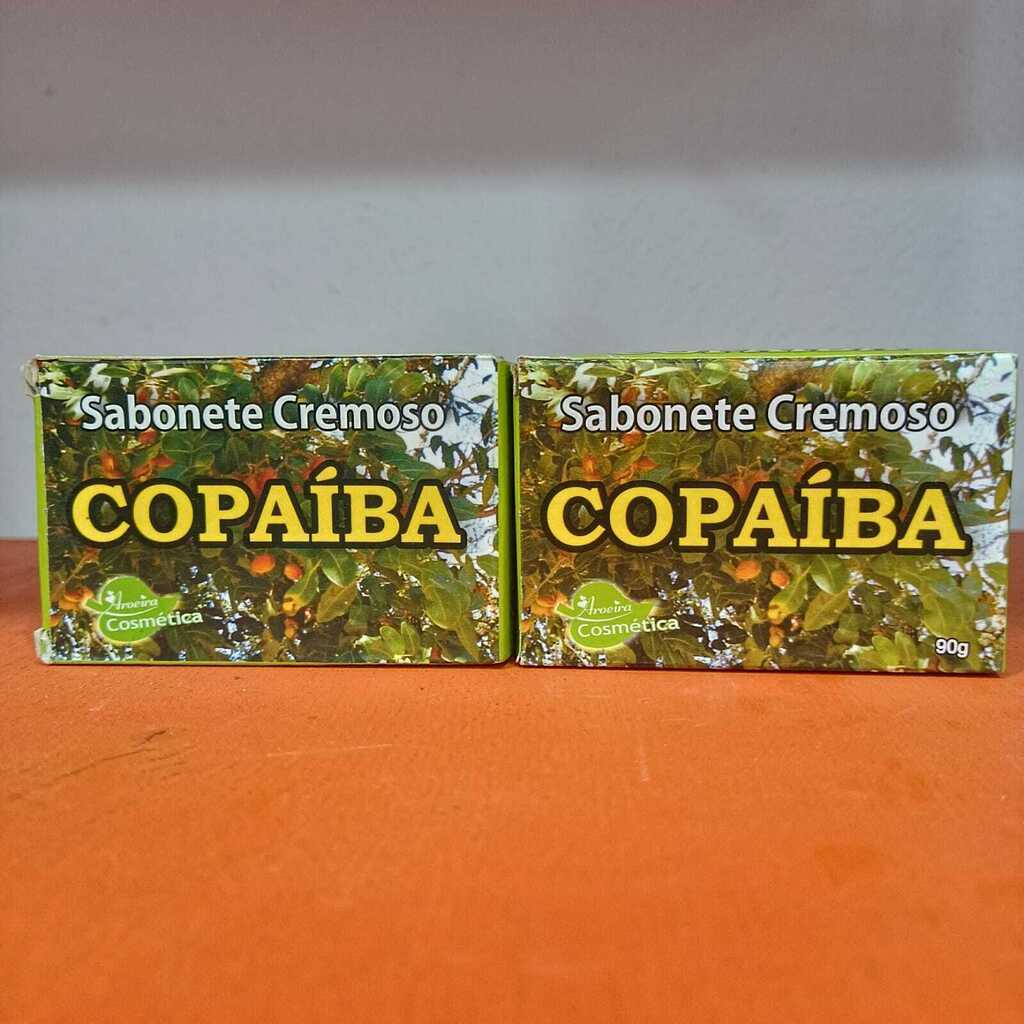 Sabonete Cremoso
COPAÍBA
Aroeira
Cosmética
Sabonete Cremoso
COPAÍBA
Aroeira
Cosmética
90g